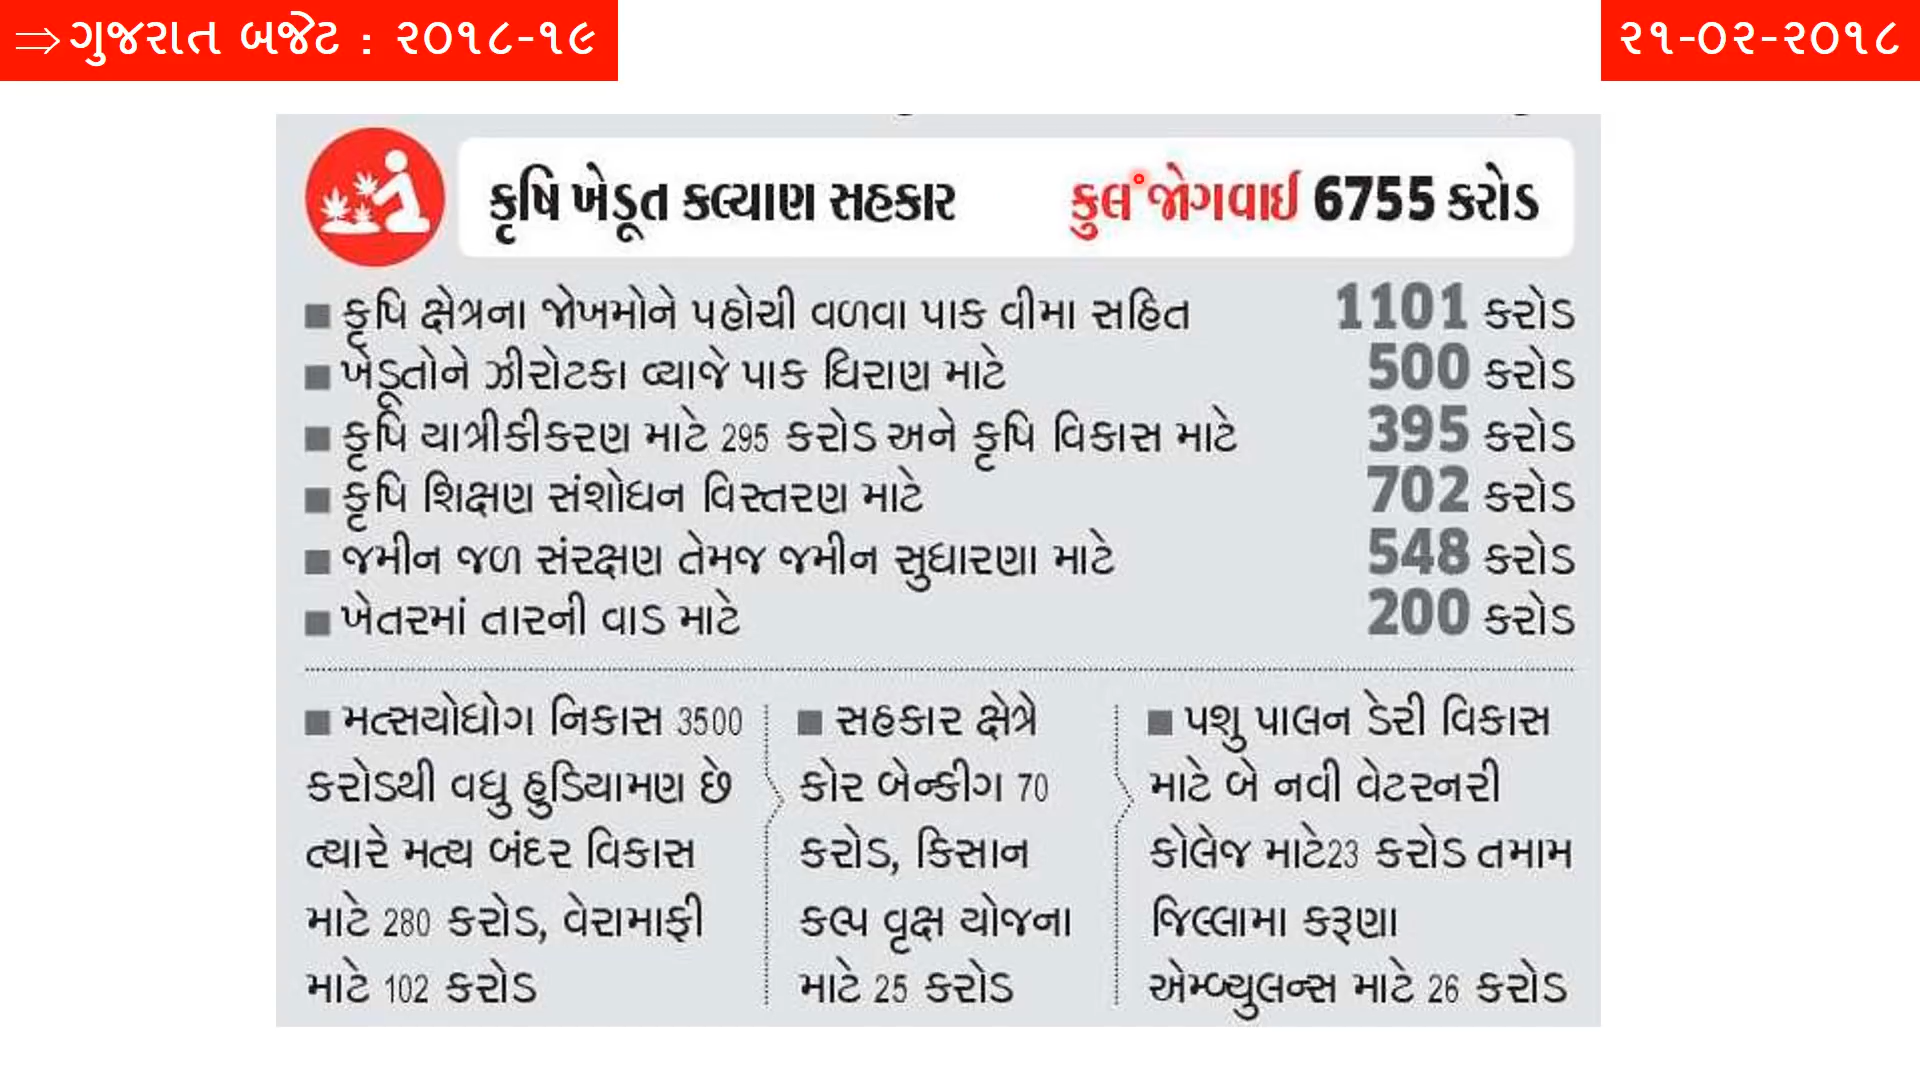 ⇒ ગુજરાત બજેટ : ૨૦૧૮-૧૯
૨૧-૦૨-૨૦૧૮
કૃષિ ખેડૂત કલ્યાણ સહકાર કુલ જોગવાઈ 6755 કરોડ
■ કૃષિ ક્ષેત્રના જોખમોને પહોચી વળવા પાક વીમા સહિત 1101 કરોડ
■ ખેડૂતોને ઝીરોટકા વ્યાજે પાક ધિરાણ માટે 500 કરોડ
■ કૃષિ યાત્રીકીકરણ માટે 295 કરોડ અને કૃષિ વિકાસ માટે 395 કરોડ
■ કૃષિ શિક્ષણ સંશોધન વિસ્તરણ માટે 702 કરોડ
■ જમીન જળ સંરક્ષણ તેમજ જમીન સુધારણા માટે 548 કરોડ
■ ખેતરમાં તારની વાડ માટે 200 કરોડ
■ મત્સયોદ્યોગ નિકાસ 3500
કરોડથી વધુ હુડિયામણ છે
ત્યારે મત્ય બંદર વિકાસ
માટે 280 કરોડ, વેરામાફી
માટે 102 કરોડ
■ સહકાર ક્ષેત્રે
કોર બેન્કીગ 70
કરોડ, કિસાન
કલ્પ વૃક્ષ યોજના
માટે 25 કરોડ
■ પશુ પાલન ડેરી વિકાસ
માટે બે નવી વેટરનરી
કોલેજ માટે23 કરોડ તમામ
જિલ્લામા કરૂણા
એમ્બ્યુલન્સ માટે 26 કરોડ